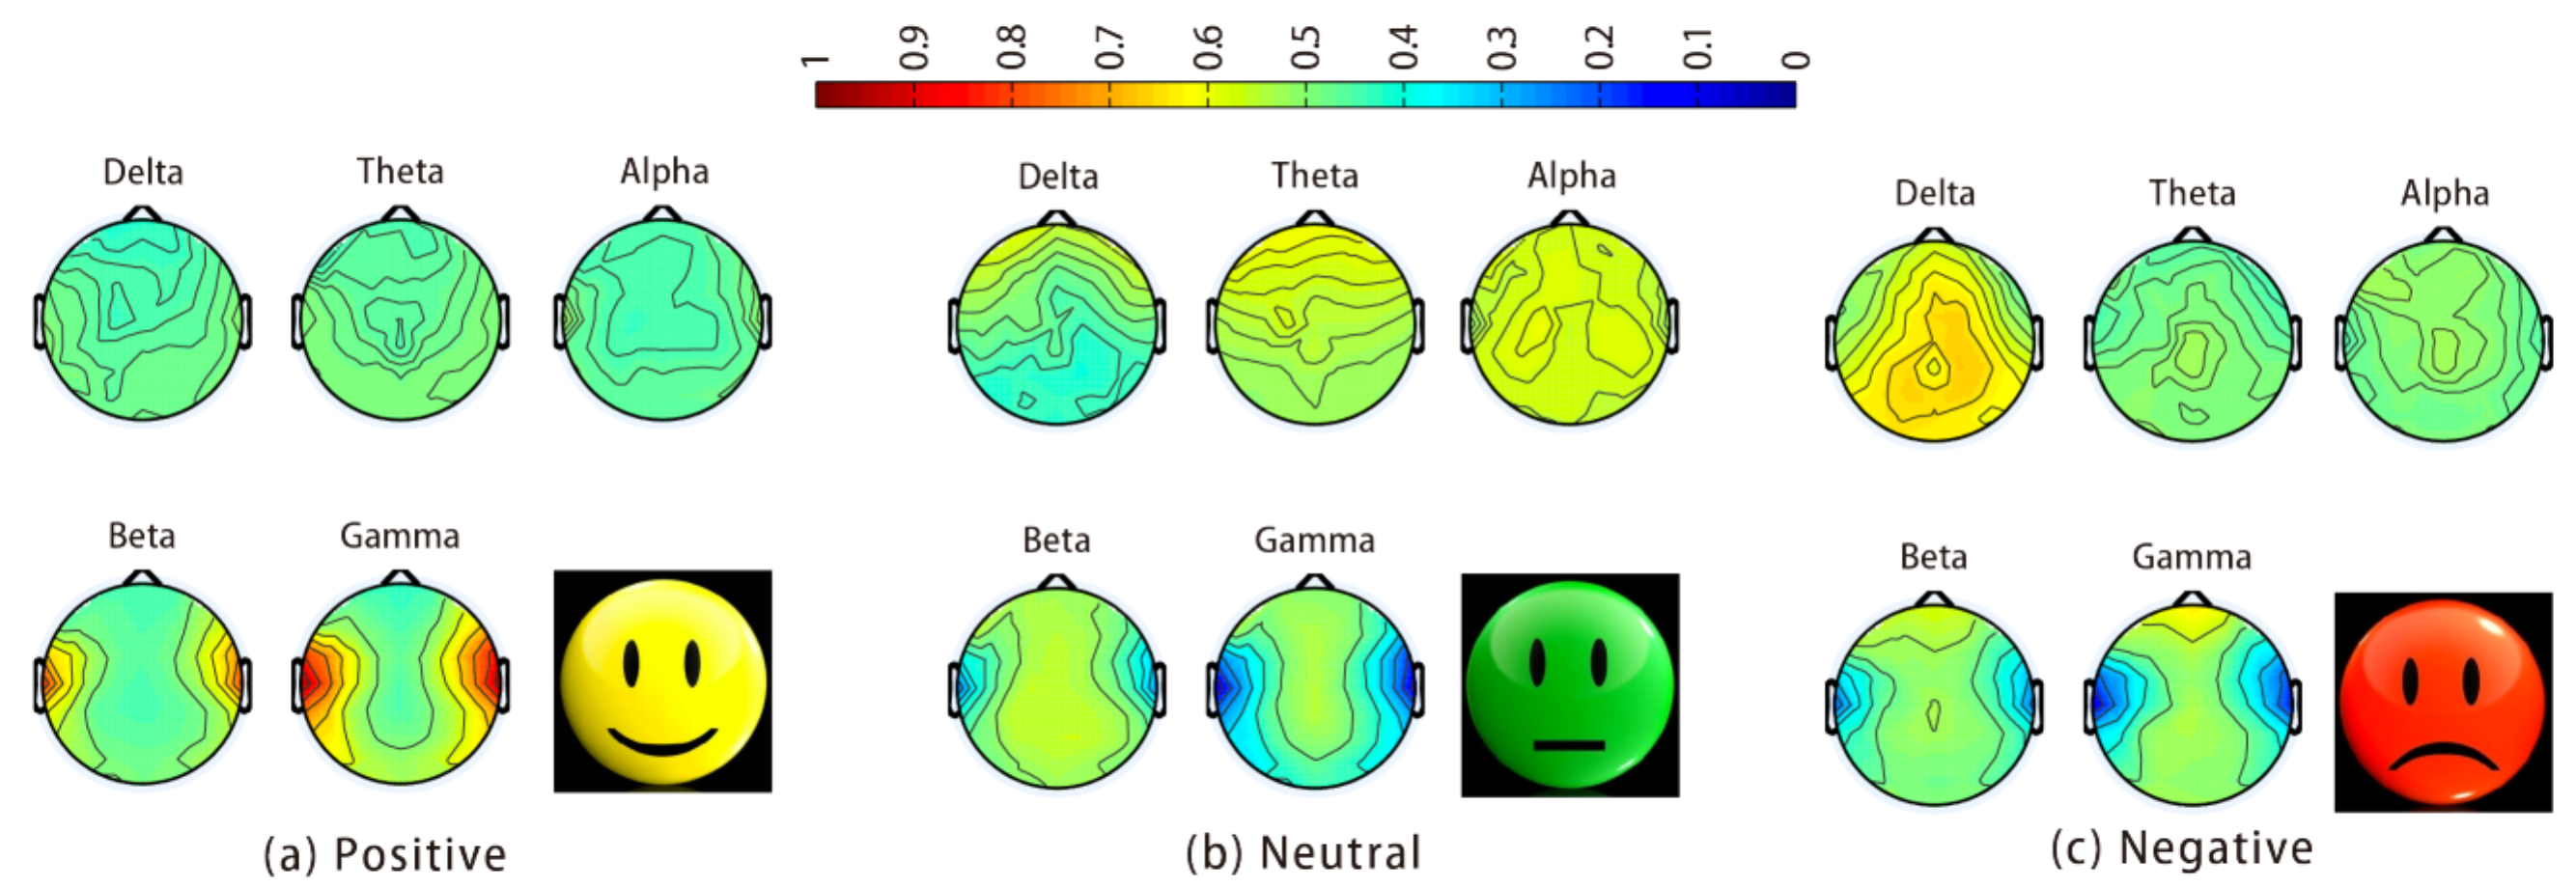 1 0.9 0.8 0.7 0.6 0.5 0.4 0.3 0.2 0.1 0
Delta Theta Alpha
Beta Gamma
(a) Positive
Delta Theta Alpha
Beta Gamma
(b) Neutral
Delta Theta Alpha
Beta Gamma
(c) Negative